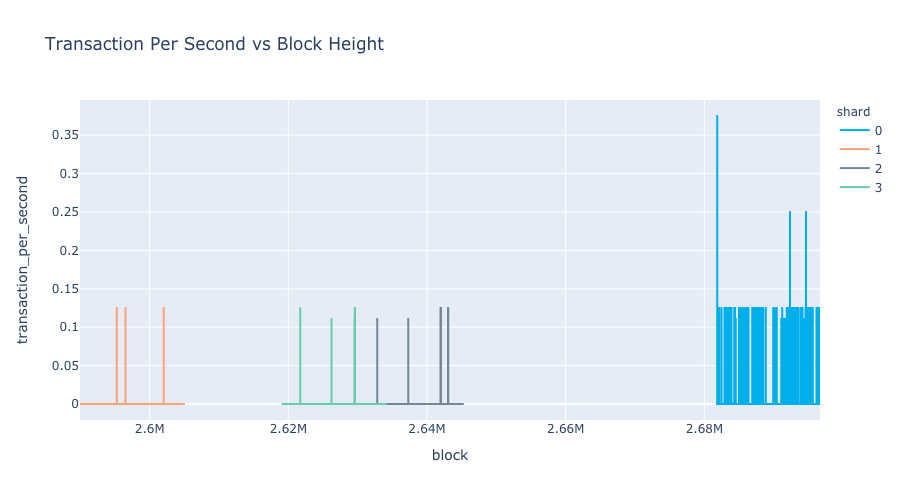 Transaction Per Second vs Block Height
transaction_per_second
0.35
0.3
0.25
0.2
0.15
0.1
0.05
0
2.6M
2.62M
2.64M
2.66M
2.68M
block
shard
0
1
2
3